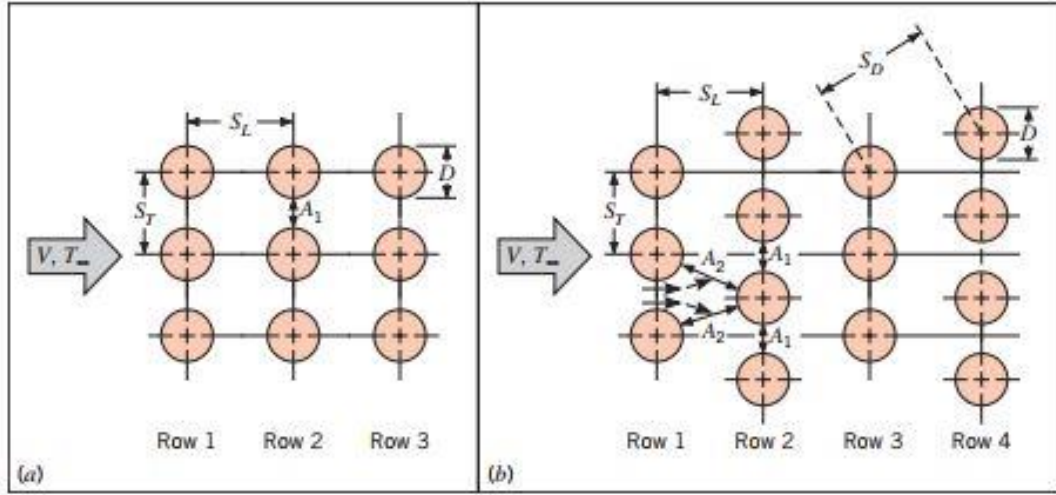 S_L
D
S_T
A_1
V, T_∞
Row 1 Row 2 Row 3
(a)
S_D
S_L
D
S_T
A_2
A_1
V, T_∞
A_2
A_1
Row 1 Row 2 Row 3 Row 4
(b)